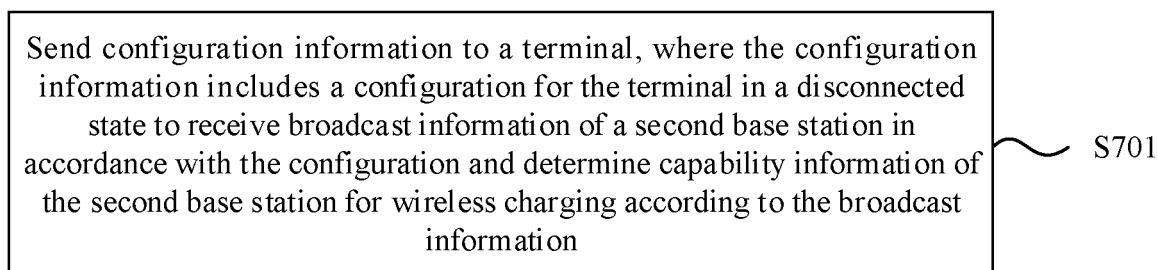 Send configuration information to a terminal, where the configuration
information includes a configuration for the terminal in a disconnected
state to receive broadcast information of a second base station in
accordance with the configuration and determine capability information of
the second base station for wireless charging according to the broadcast
information
S701